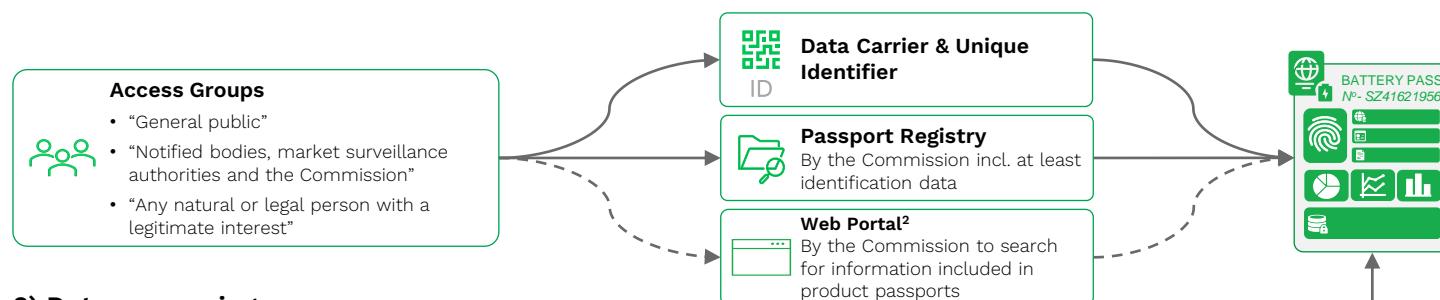 Access Groups
• “General public”
• “Notified bodies, market surveillance
authorities and the Commission”
• “Any natural or legal person with a
legitimate interest”
ID
Data Carrier & Unique
Identifier
Passport Registry
By the Commission incl. at least
identification data
Web Portal²
By the Commission to search
for information included in
product passports
BATTERY PASS
Nº- SZ41621956